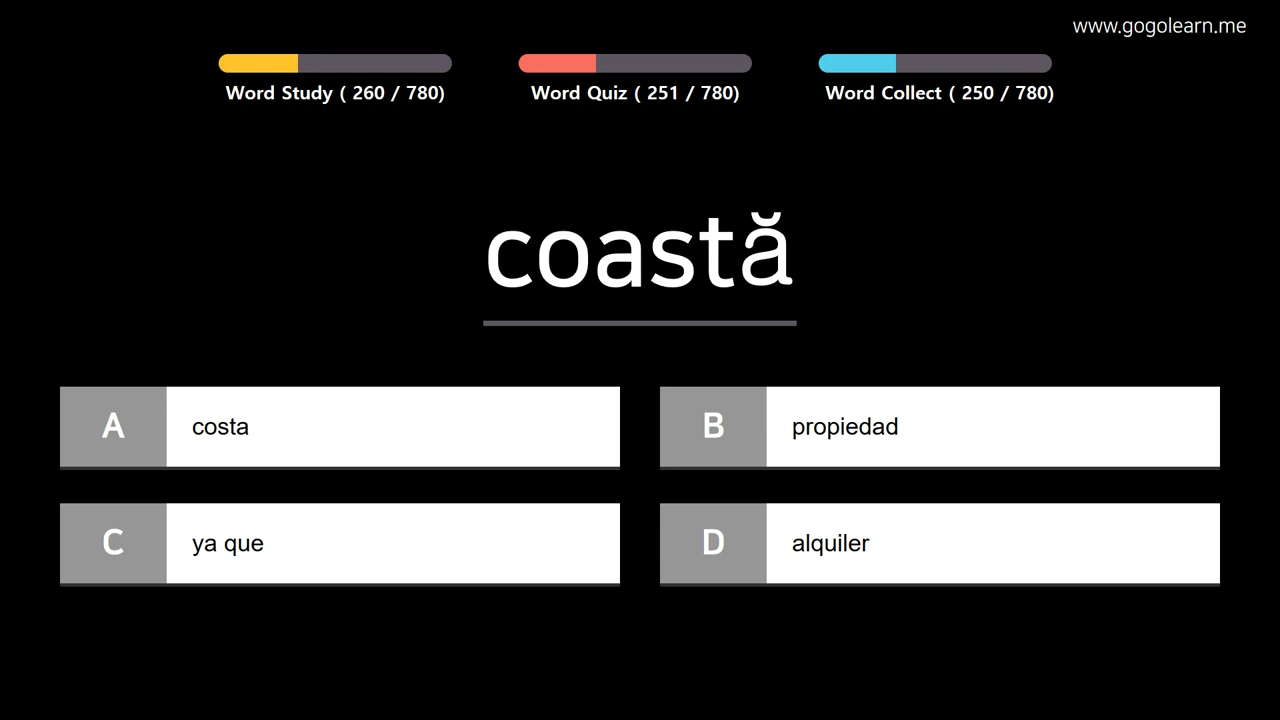 www.gogolearn.me
Word Study ( 260 / 780)
Word Quiz ( 251 / 780)
Word Collect ( 250 / 780)
coastă
A costa
B propiedad
C ya que
D alquiler